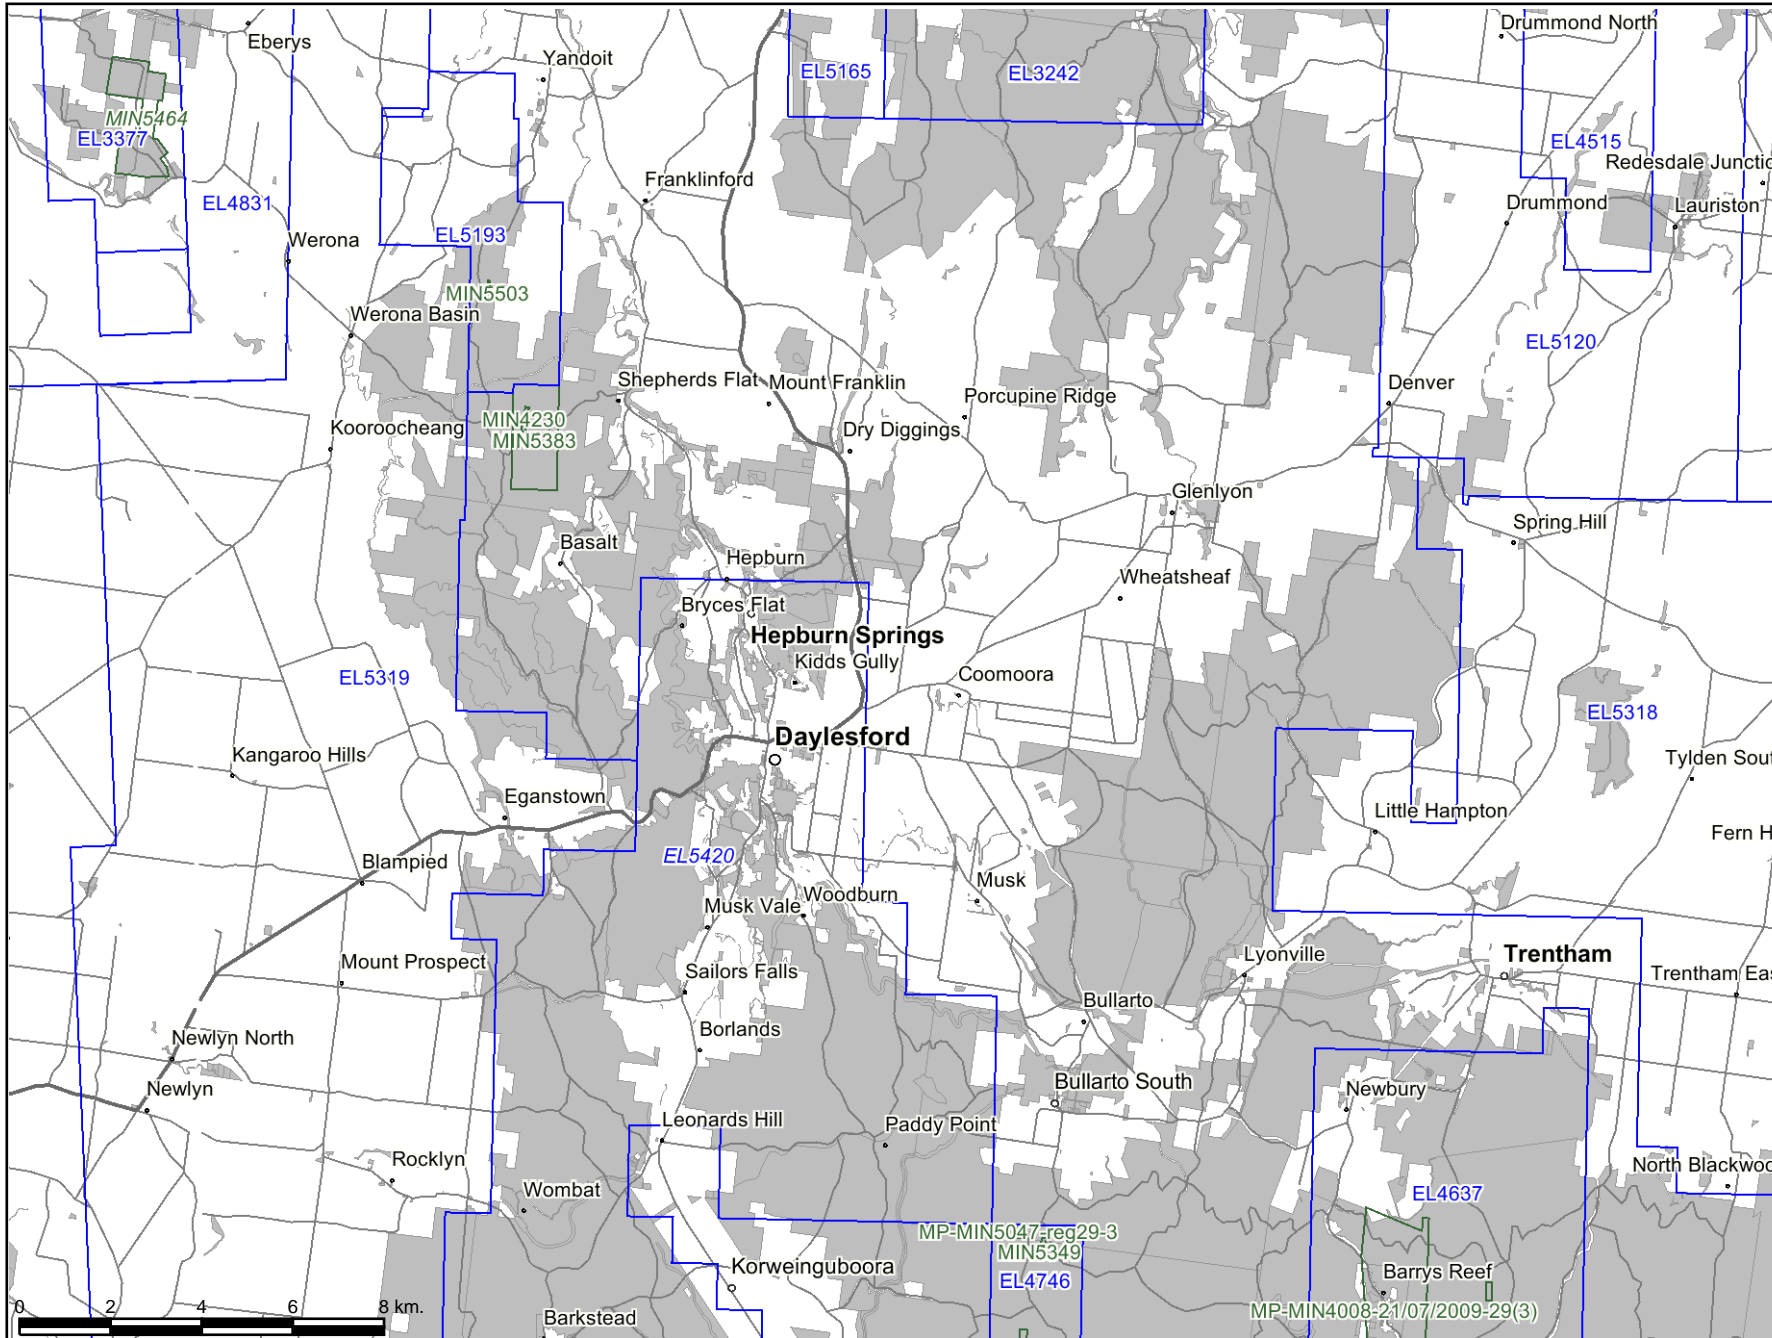 Drummond North
Eberys
Yandoit
EL5165
EL3242
MIN5464
EL3377
EL4515
Redesdale Junctio
Franklinford
EL4831
Drummond
Lauriston
Werona
EL5193
MIN5503
Werona Basin
EL5120
Shepherds Flat
Mount Franklin
Denver
Porcupine Ridge
MIN4230
Kooroocheang
MIN5383
Dry Diggings
Glenlyon
Spring Hill
Basalt
Hepburn
Wheatsheaf
Bryces Flat
Hepburn Springs
Kidds Gully
EL5319
Coomoora
EL5318
Daylesford
Kangaroo Hills
Tylden Sout
Eganstown
Little Hampton
Fern H
Blampied
EL5420
Musk
Woodburn
Musk Vale
Mount Prospect
Sailors Falls
Lyonville
Trentham
Trentham Eas
Bullarto
Newlyn North
Borlands
Newlyn
Bullarto South
Newbury
Leonards Hill
Paddy Point
Rocklyn
North Blackwoo
Wombat
EL4637
MP-MIN5047-reg29-3
MIN5349
Korweinguboora
EL4746
Barrys Reef
MP-MIN4008-21/07/2009-29(3)
0 2 4 6 8 km.
Barkstead